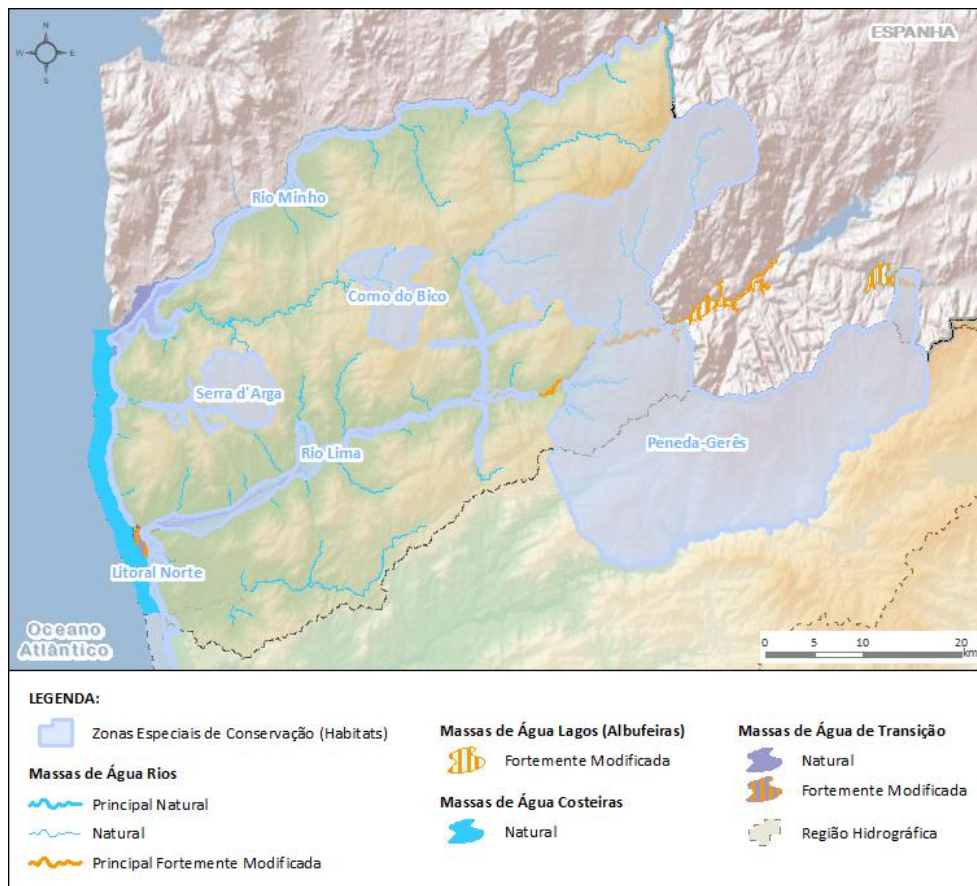 N
W
E
S
ESPANHA
Rio Minho
Corno do Bico
Serra d'Arga
Rio Lima
Peneda-Gerês
Litoral Norte
Oceano
Atlântico
0 5 10 20
km
LEGENDA:
Zonas Especiais de Conservação (Habitats)
Massas de Água Rios
Principal Natural
Natural
Principal Fortemente Modificada
Massas de Água Lagos (Albufeiras)
Fortemente Modificada
Massas de Água Costeiras
Natural
Massas de Água de Transição
Natural
Fortemente Modificada
Região Hidrográfica